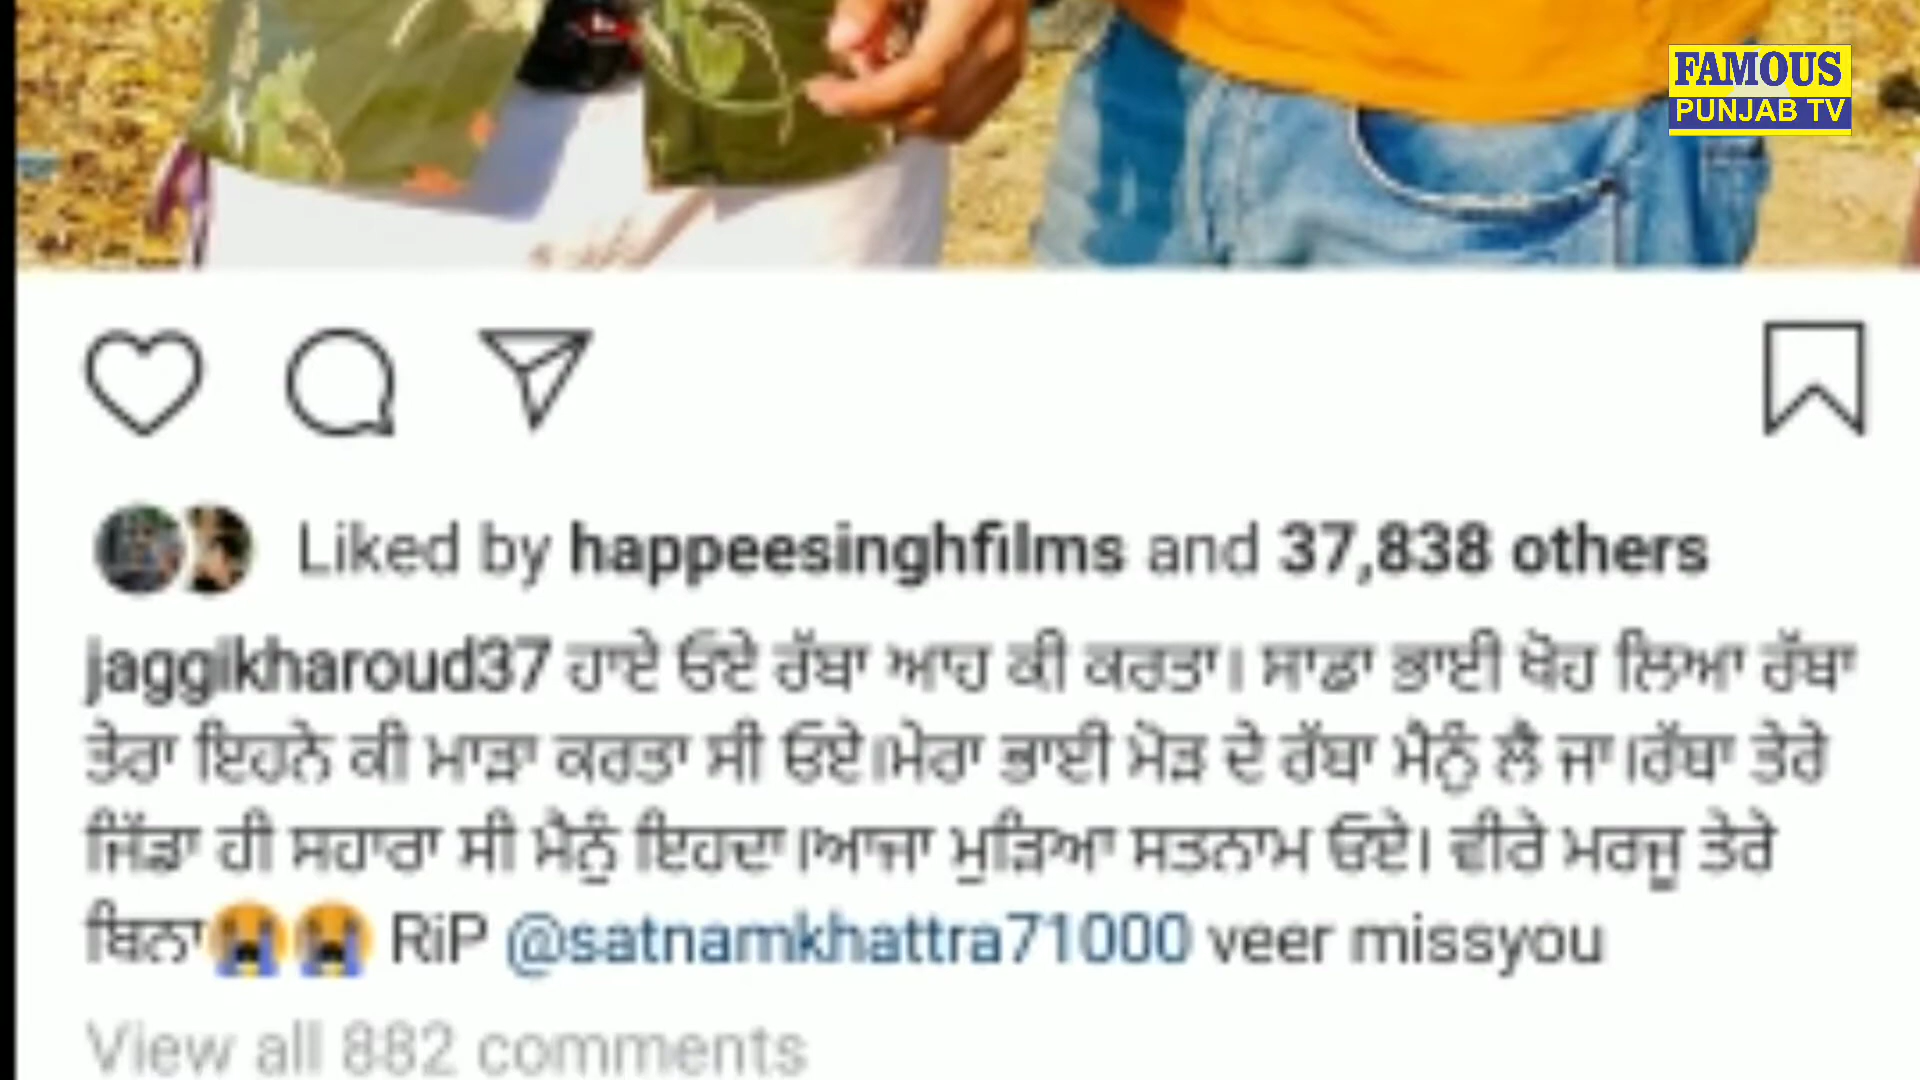 FAMOUS
PUNJAB TV
Liked by happeesinghfilms and 37,838 others
jaggikharoud37 ਹਾਏ ਓਏ ਰੱਬਾ ਆਹ ਕੀ ਕਰਤਾ। ਸਾਡਾ ਭਾਈ ਖੋਹ ਲਿਆ ਰੱਬਾ
ਤੇਰਾ ਇਹਨੇ ਕੀ ਮਾੜਾ ਕਰਤਾ ਸੀ ਓਏ।ਮੇਰਾ ਭਾਈ ਮੋੜ ਦੇ ਰੱਬਾ ਮੈਨੂੰ ਲੈ ਜਾ।ਰੱਬਾ ਤੇਰੇ
ਜਿੱਡਾ ਹੀ ਸਹਾਰਾ ਸੀ ਮੈਨੂੰ ਇਹਦਾ।ਆਜਾ ਮੁੜਿਆ ਸਤਨਾਮ ਓਏ। ਵੀਰੇ ਮਰਜੂ ਤੇਰੇ
ਬਿਨਾ😭😭 RiP @satnamkhattra71000 veer missyou
View all 882 comments